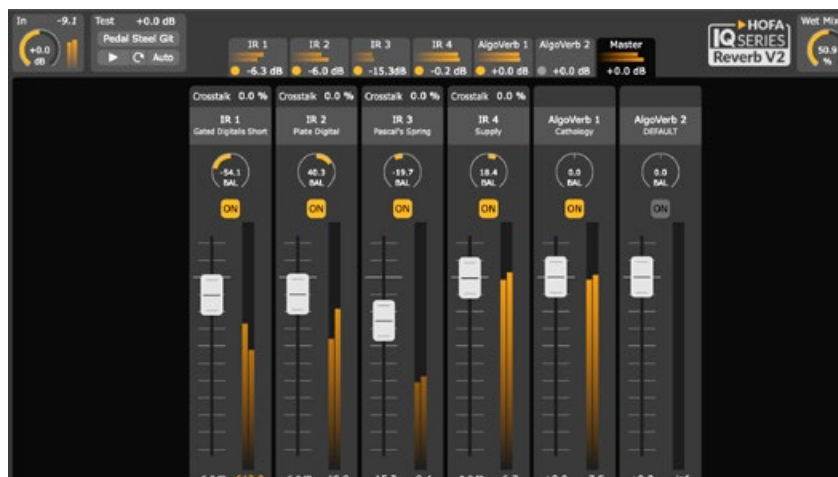 In -9.1
+0.0
dB
Test +0.0 dB
Pedal Steel Git
Auto
IR 1
-6.3 dB
IR 2
-6.0 dB
IR 3
-15.3dB
IR 4
-0.2 dB
AlgoVerb 1
+0.0 dB
AlgoVerb 2
+0.0 dB
Master
+0.0 dB
HOFA
IQ SERIES
Reverb V2
Wet Mix
50.9
%
Crosstalk 0.0 %
Crosstalk 0.0 %
Crosstalk 0.0 %
Crosstalk 0.0 %
IR 1
Gated Digitalis Short
IR 2
Plate Digital
IR 3
Pascal's Spring
IR 4
Supply
AlgoVerb 1
Cathology
AlgoVerb 2
DEFAULT
-54.1
BAL
40.3
BAL
-19.7
BAL
18.4
BAL
0.0
BAL
0.0
BAL
ON
ON
ON
ON
ON
ON